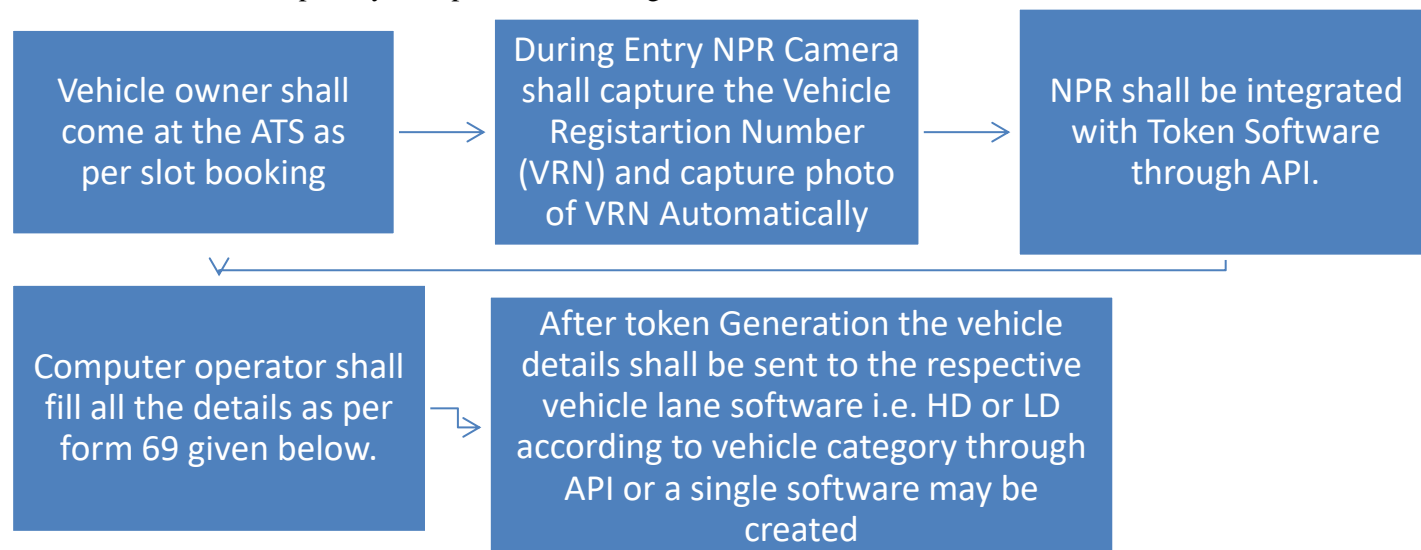 Vehicle owner shall
come at the ATS as
per slot booking
During Entry NPR Camera
shall capture the Vehicle
Registartion Number
(VRN) and capture photo
of VRN Automatically
NPR shall be integrated
with Token Software
through API.
Computer operator shall
fill all the details as per
form 69 given below.
After token Generation the vehicle
details shall be sent to the respective
vehicle lane software i.e. HD or LD
according to vehicle category through
API or a single software may be
created